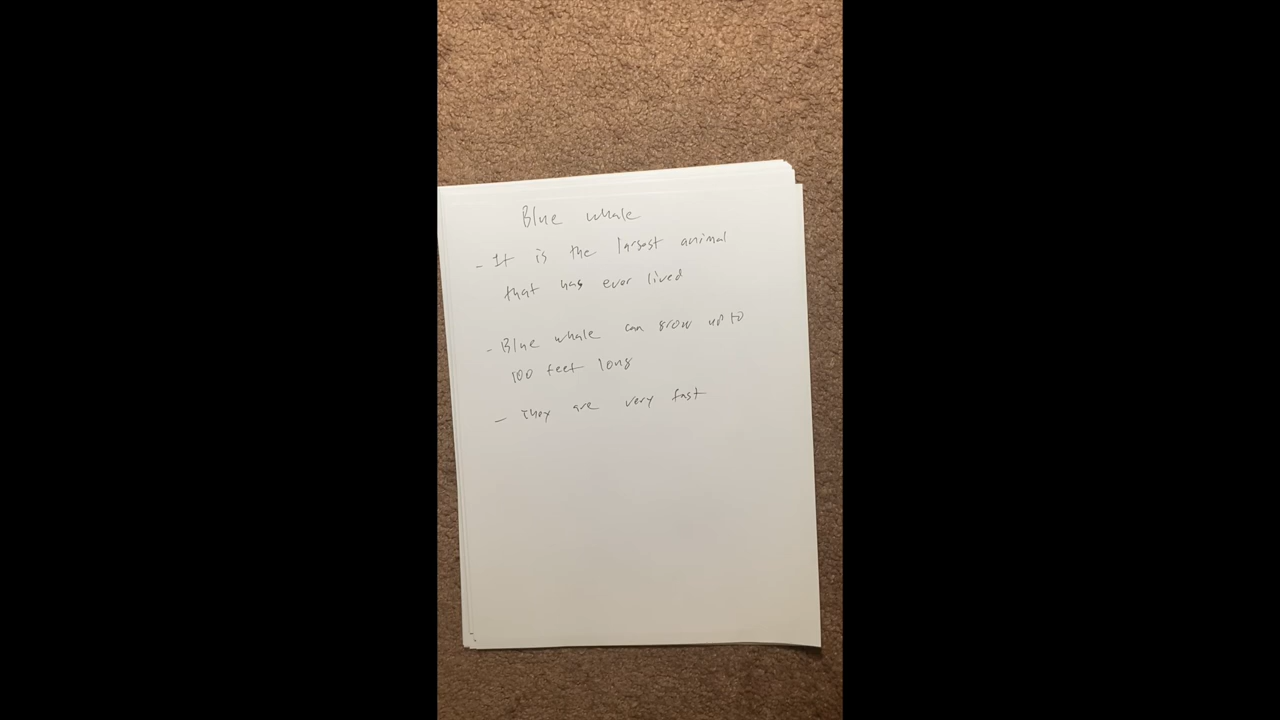 Blue whale
- It is the largest animal
that has ever lived
- Blue whale can grow up to
100 feet long
- They are very fast